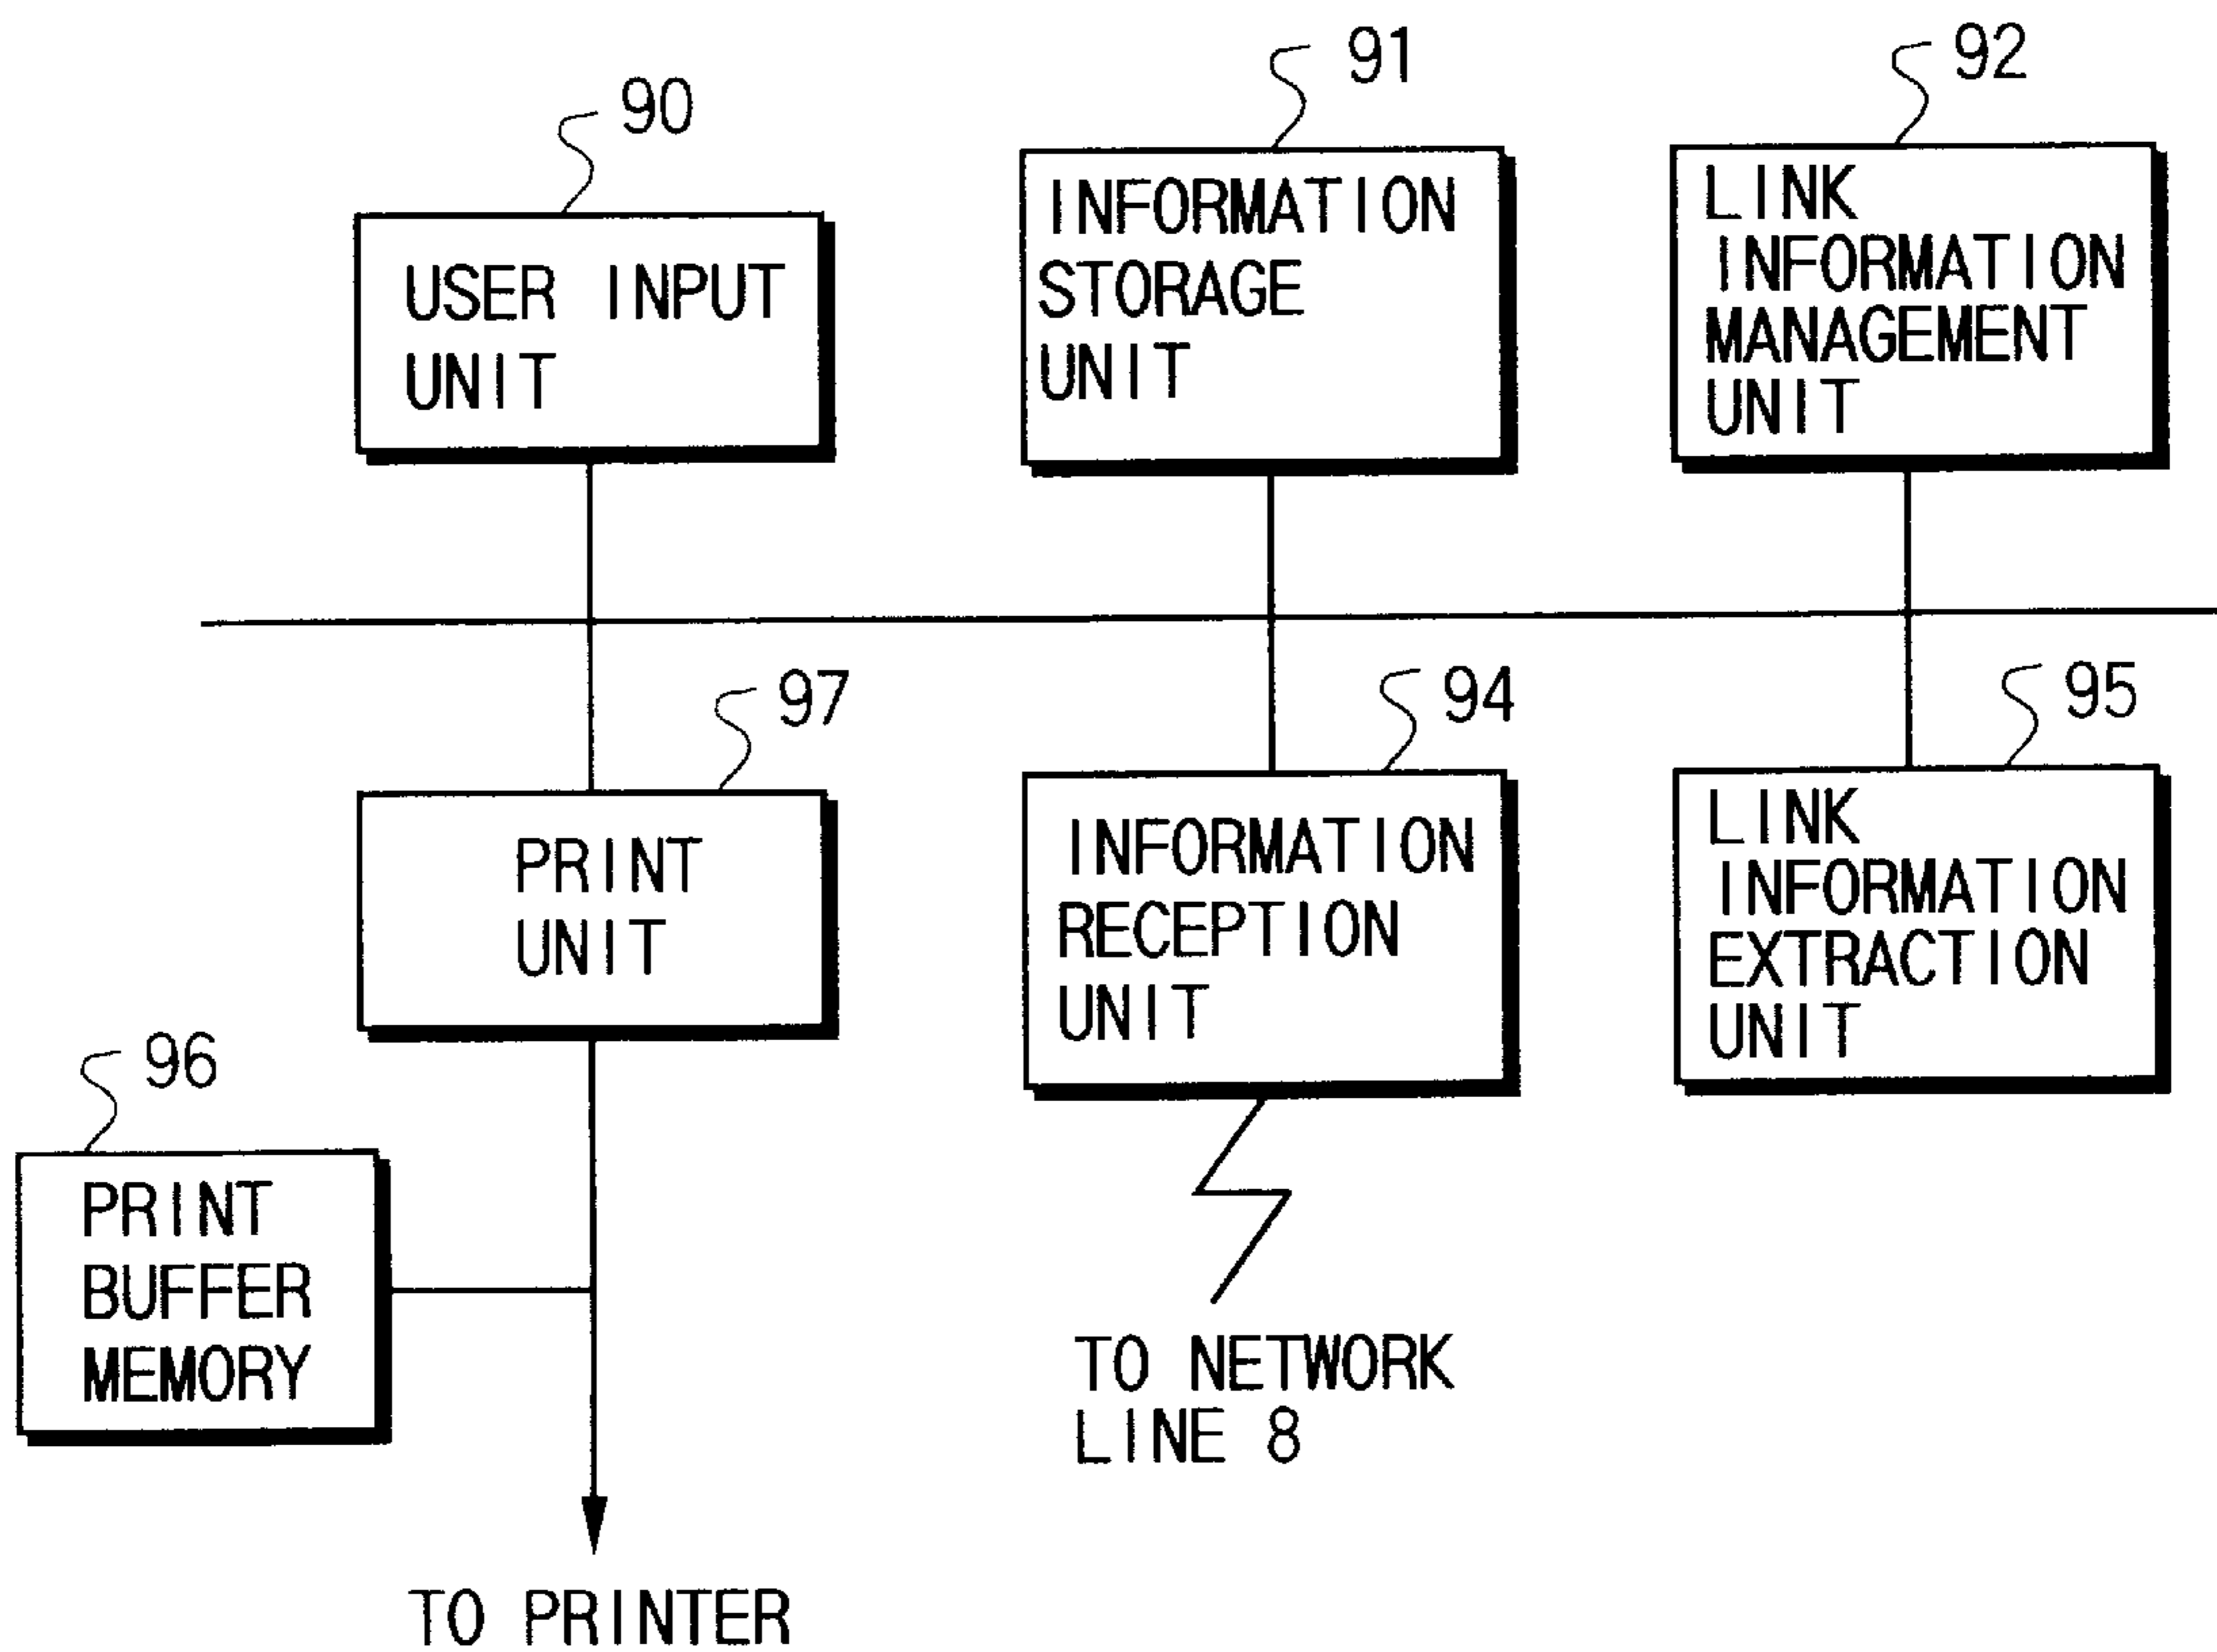 90
USER INPUT
UNIT
91
INFORMATION
STORAGE
UNIT
92
LINK
INFORMATION
MANAGEMENT
UNIT
97
PRINT
UNIT
94
INFORMATION
RECEPTION
UNIT
95
LINK
INFORMATION
EXTRACTION
UNIT
96
PRINT
BUFFER
MEMORY
TO NETWORK
LINE 8
TO PRINTER